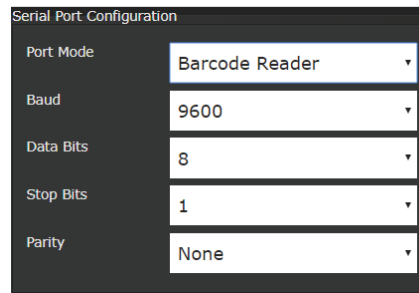 Serial Port Configuration
Port Mode Barcode Reader
Baud 9600
Data Bits 8
Stop Bits 1
Parity None